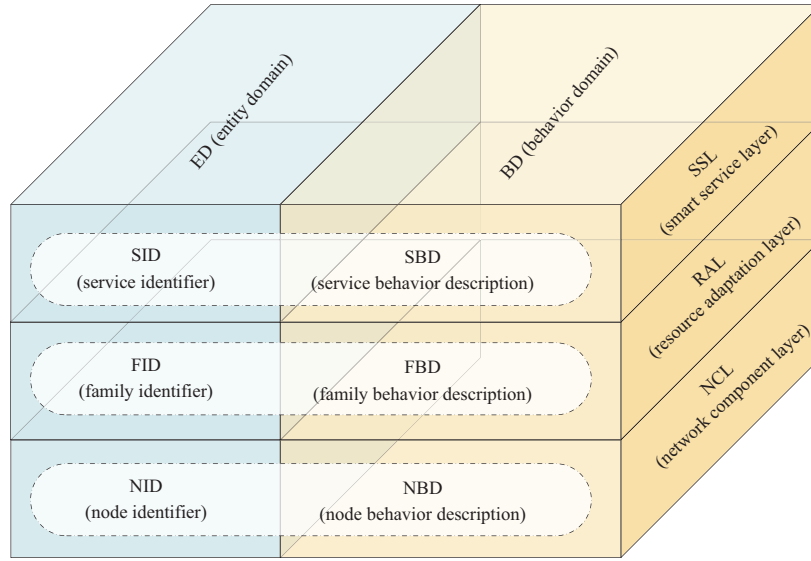 ED (entity domain)
BD (behavior domain)
SSL
(smart service layer)
RAL
(resource adaptation layer)
NCL
(network component layer)
SID
(service identifier)
SBD
(service behavior description)
FID
(family identifier)
FBD
(family behavior description)
NID
(node identifier)
NBD
(node behavior description)